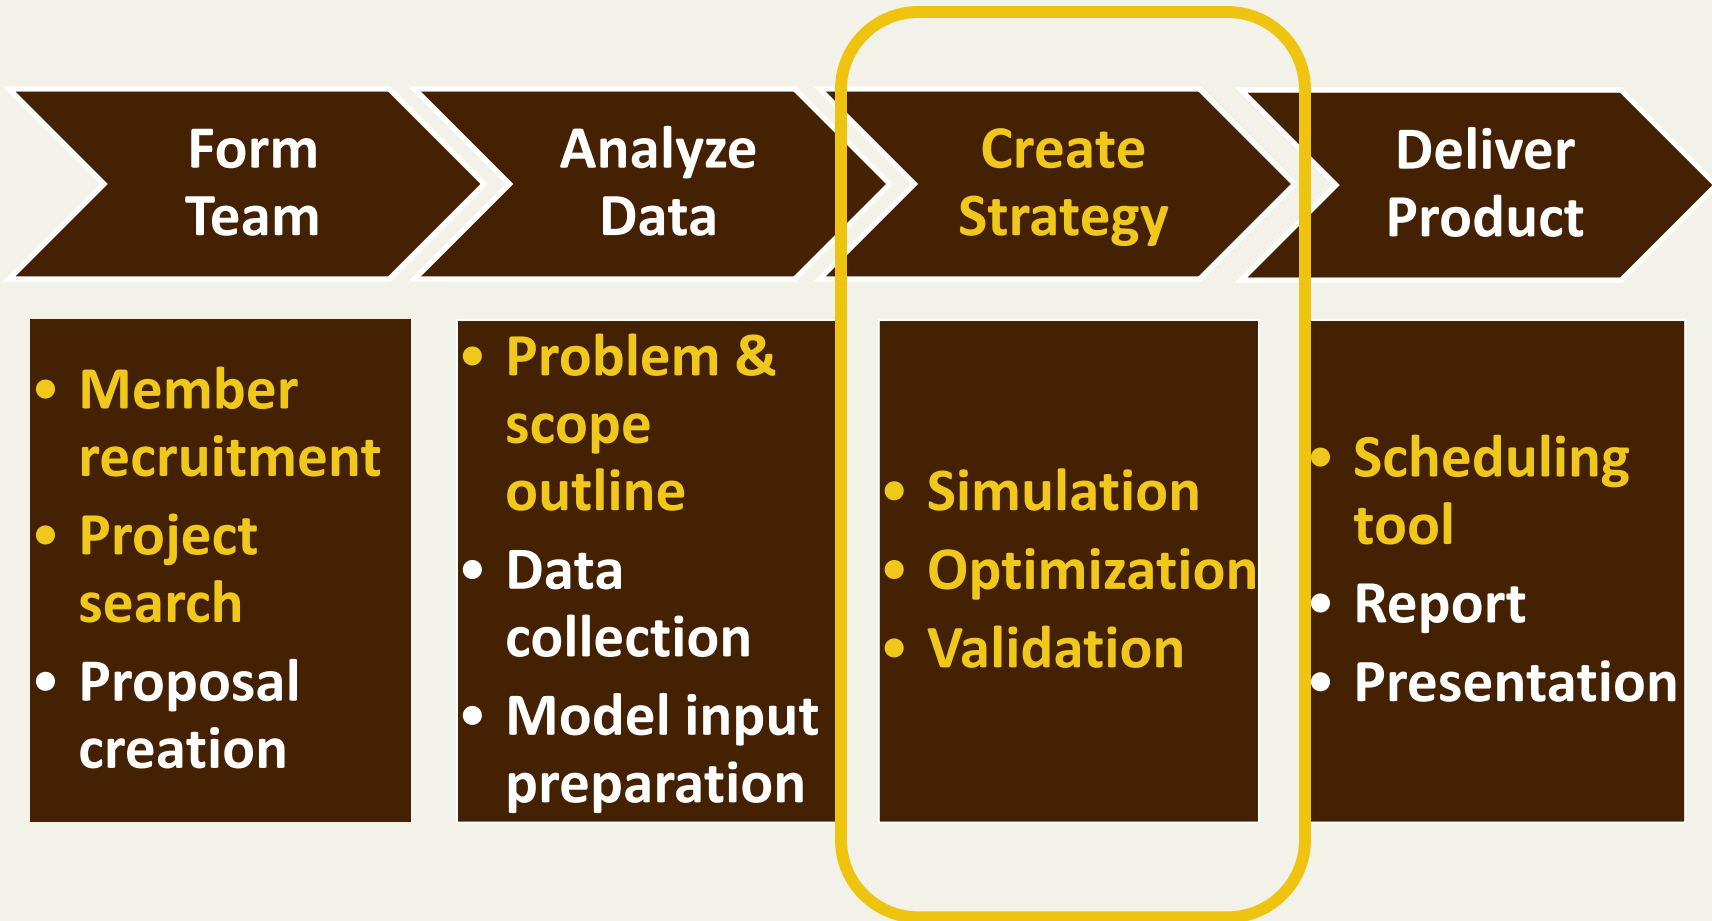 Form
Team
Analyze
Data
Create
Strategy
Deliver
Product
• Member
recruitment
• Project
search
• Proposal
creation
• Problem &
scope
outline
• Data
collection
• Model input
preparation
• Simulation
• Optimization
• Validation
• Scheduling
tool
• Report
• Presentation